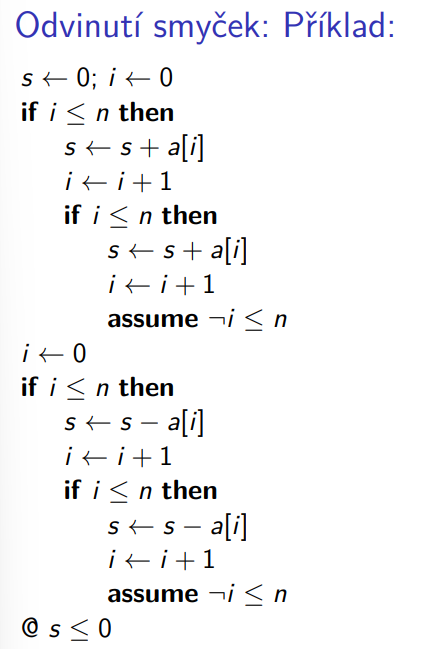 Odvinutí smyček: Příklad:
s ← 0; i ← 0
if i ≤ n then
s ← s + a[i]
i ← i + 1
if i ≤ n then
s ← s + a[i]
i ← i + 1
assume ¬i ≤ n
i ← 0
if i ≤ n then
s ← s − a[i]
i ← i + 1
if i ≤ n then
s ← s − a[i]
i ← i + 1
assume ¬i ≤ n
@ s ≤ 0